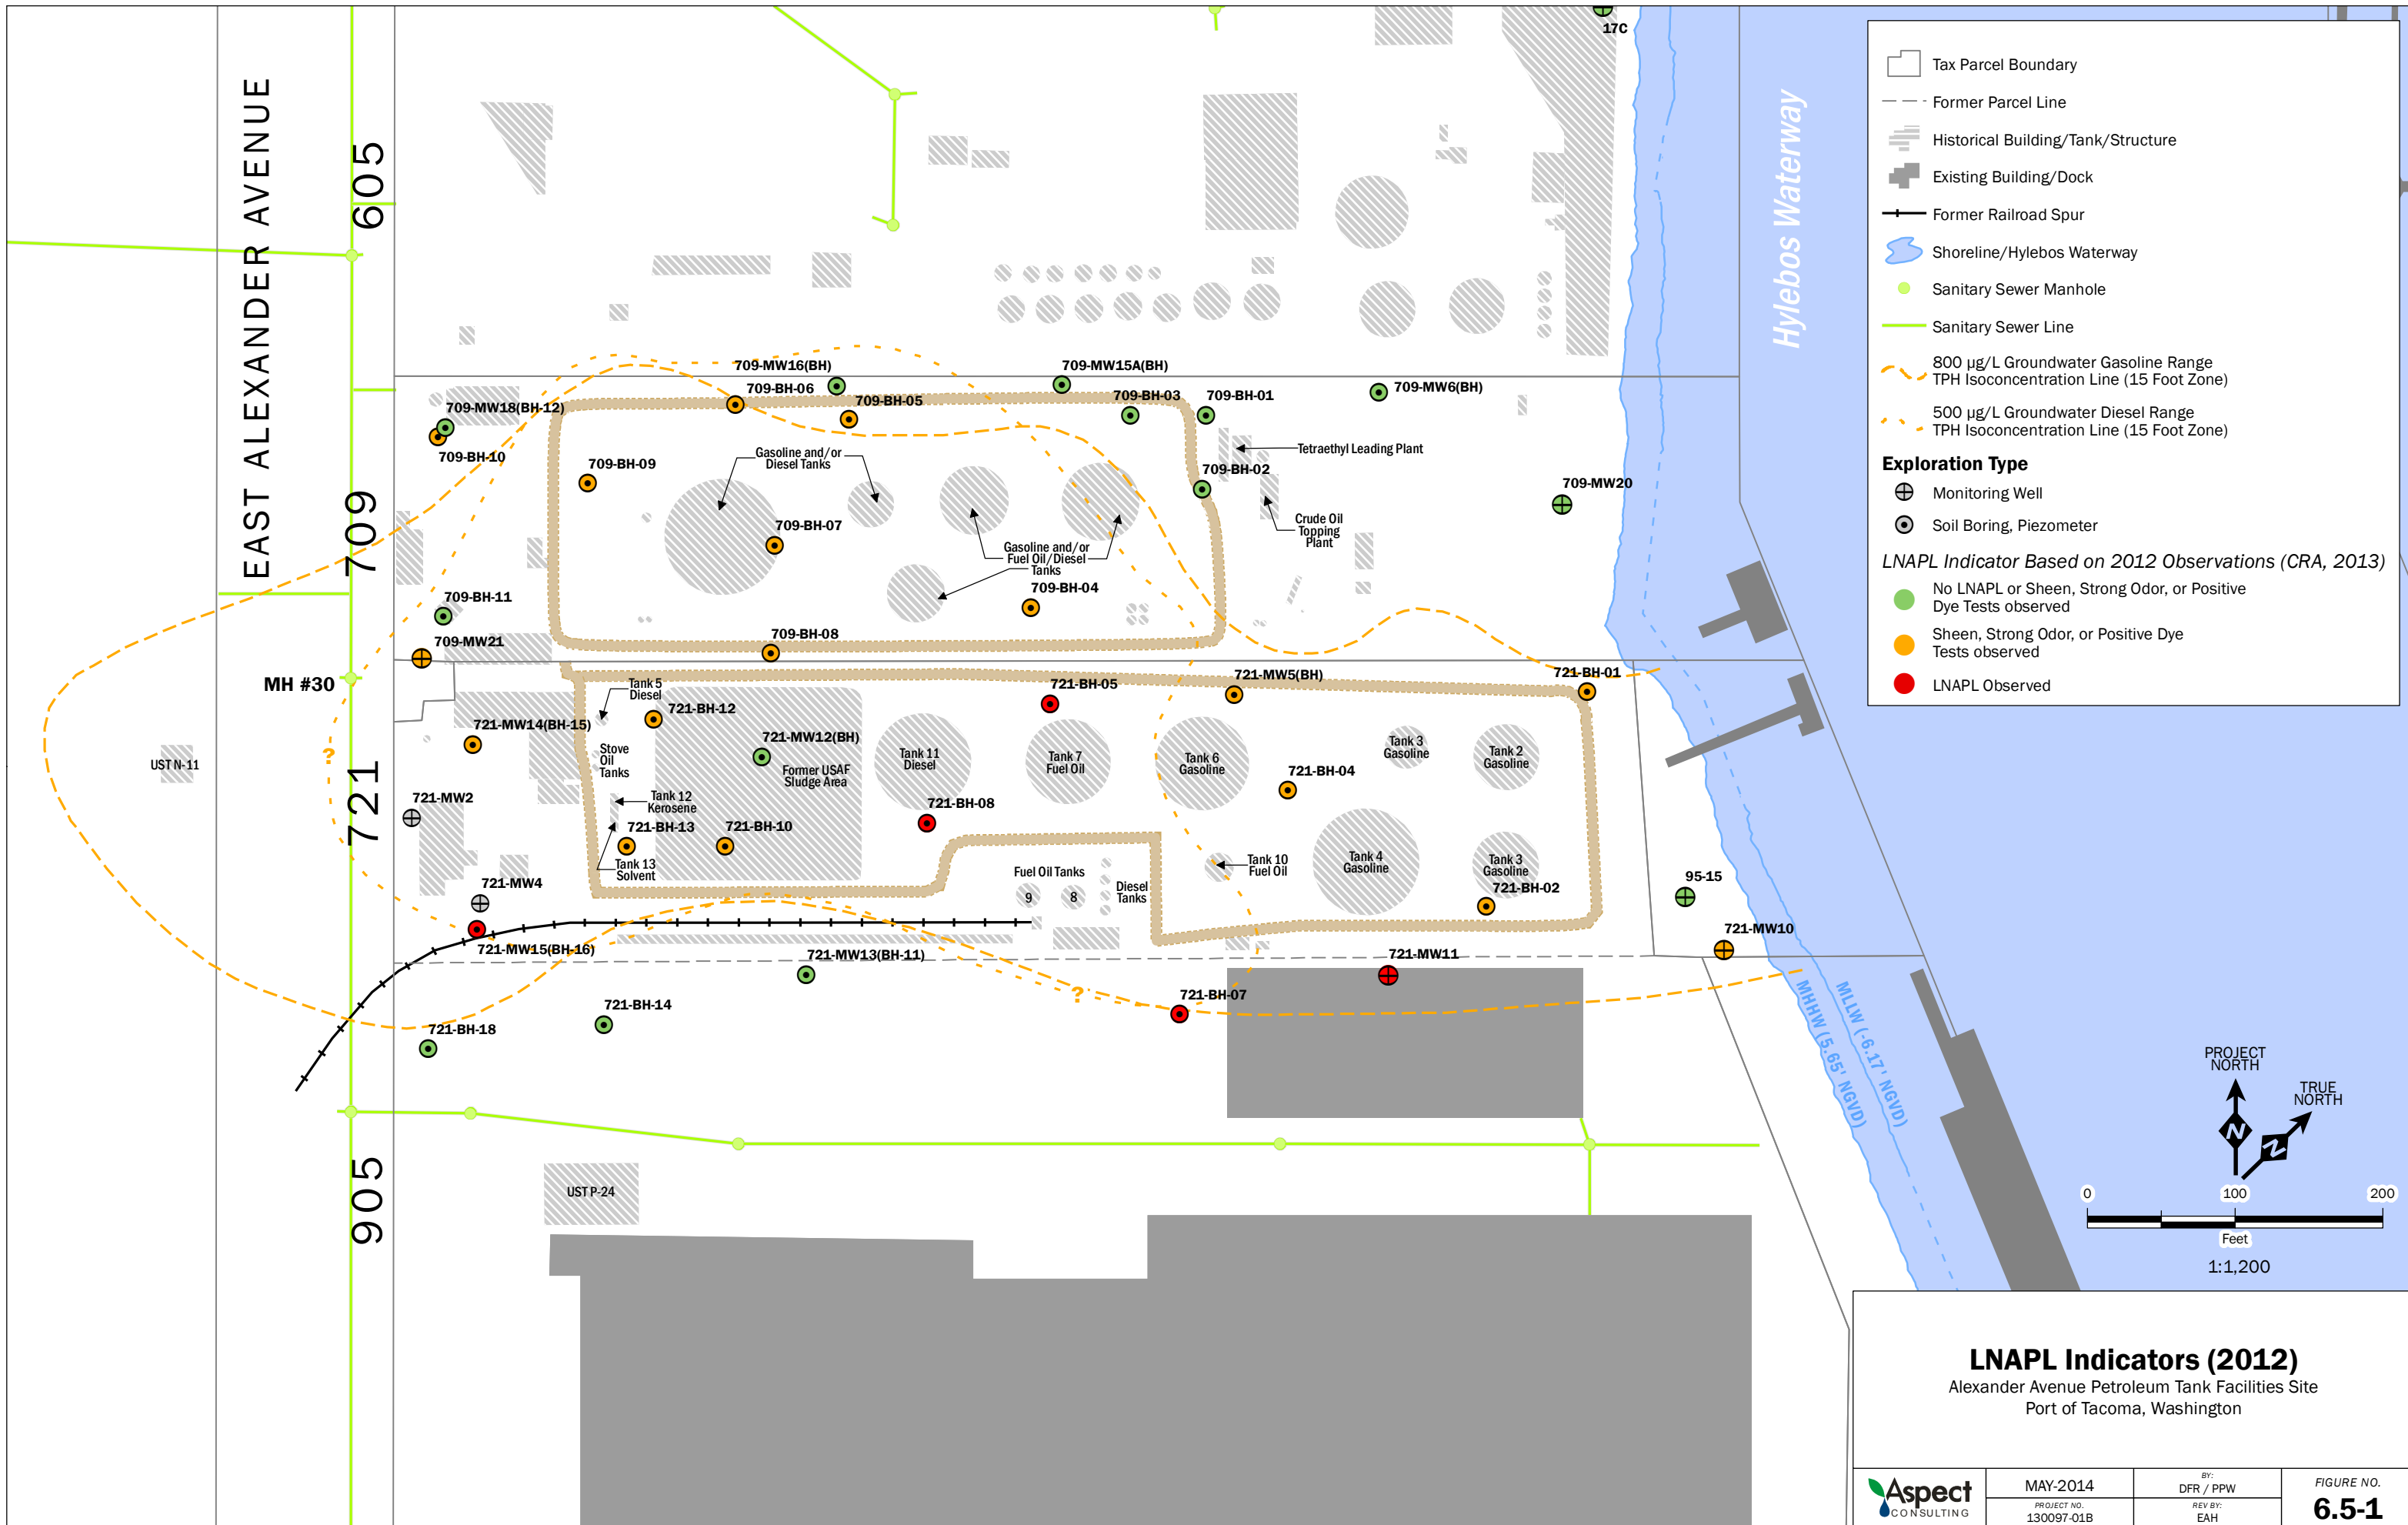 17C
EAST ALEXANDER AVENUE
605
709
721
905
Hylebos Waterway
709-MW16(BH)
709-MW15A(BH)
709-MW6(BH)
709-BH-06
709-BH-05
709-BH-03
709-BH-01
709-MW18(BH-12)
709-BH-10
709-BH-09
Gasoline and/or
Diesel Tanks
Tetraethyl Leading Plant
709-BH-02
709-MW20
Crude Oil
Topping
Plant
709-BH-07
Gasoline and/or
Fuel Oil/Diesel
Tanks
709-BH-04
709-BH-11
709-BH-08
709-MW21
MH #30
Tank 5
Diesel
721-BH-12
721-BH-05
721-MW5(BH)
721-BH-01
721-MW14(BH-15)
721-MW12(BH)
Former USAF
Sludge Area
Stove
Oil
Tanks
Tank 11
Diesel
Tank 7
Fuel Oil
Tank 6
Gasoline
Tank 3
Gasoline
Tank 2
Gasoline
?
UST N-11
721-MW2
Tank 12
Kerosene
721-BH-08
721-BH-04
721-BH-13
721-BH-10
Tank 13
Solvent
Fuel Oil Tanks
9
8
Diesel
Tanks
Tank 10
Fuel Oil
Tank 4
Gasoline
Tank 3
Gasoline
721-BH-02
95-15
721-MW4
721-MW15(BH-16)
721-MW13(BH-11)
721-MW11
721-MW10
?
721-BH-07
721-BH-14
721-BH-18
MHHW (5.65' NGVD)
MLLW (-6.17' NGVD)
UST P-24
Tax Parcel Boundary
Former Parcel Line
Historical Building/Tank/Structure
Existing Building/Dock
Former Railroad Spur
Shoreline/Hylebos Waterway
Sanitary Sewer Manhole
Sanitary Sewer Line
800 µg/L Groundwater Gasoline Range
TPH Isoconcentration Line (15 Foot Zone)
500 µg/L Groundwater Diesel Range
TPH Isoconcentration Line (15 Foot Zone)
Exploration Type
Monitoring Well
Soil Boring, Piezometer
LNAPL Indicator Based on 2012 Observations (CRA, 2013)
No LNAPL or Sheen, Strong Odor, or Positive
Dye Tests observed
Sheen, Strong Odor, or Positive Dye
Tests observed
LNAPL Observed
PROJECT
NORTH
TRUE
NORTH
N
N
0
100
200
Feet
1:1,200
LNAPL Indicators (2012)
Alexander Avenue Petroleum Tank Facilities Site
Port of Tacoma, Washington
Aspect
CONSULTING
MAY-2014
PROJECT NO.
130097-01B
BY:
DFR / PPW
REV BY:
EAH
FIGURE NO.
6.5-1